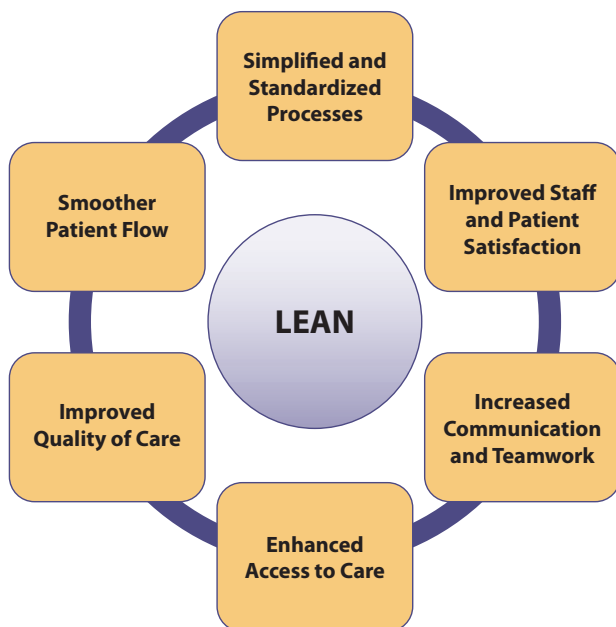 Simplified and
Standardized
Processes
Improved Staff
and Patient
Satisfaction
Increased
Communication
and Teamwork
Enhanced
Access to Care
Improved
Quality of Care
Smoother
Patient Flow
LEAN